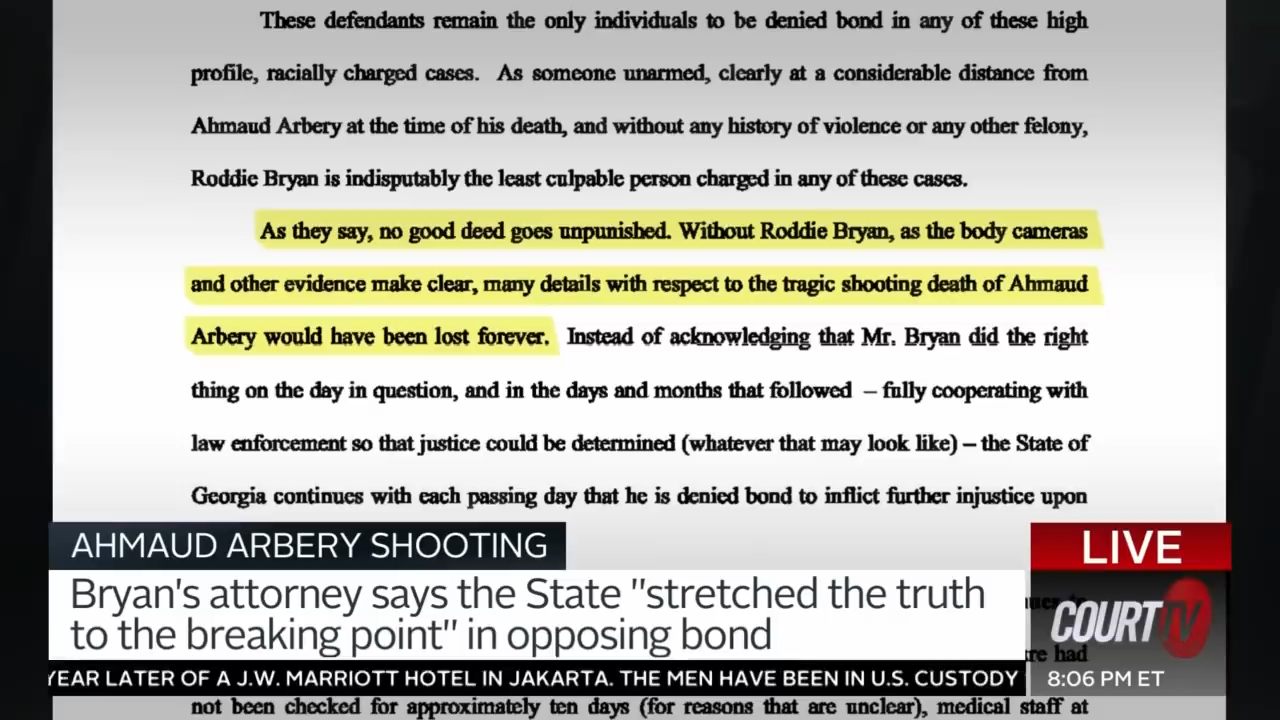 These defendants remain the only individuals to be denied bond in any of these high
profile, racially charged cases. As someone unarmed, clearly at a considerable distance from
Ahmaud Arbery at the time of his death, and without any history of violence or any other felony,
Roddie Bryan is indisputably the least culpable person charged in any of these cases.
As they say, no good deed goes unpunished. Without Roddie Bryan, as the body cameras
and other evidence make clear, many details with respect to the tragic shooting death of Ahmaud
Arbery would have been lost forever. Instead of acknowledging that Mr. Bryan did the right
thing on the day in question, and in the days and months that followed – fully cooperating with
law enforcement so that justice could be determined (whatever that may look like) – the State of
Georgia continues with each passing day that he is denied bond to inflict further injustice upon
AHMAUD ARBERY SHOOTING
LIVE
Bryan's attorney says the State "stretched the truth
to the breaking point" in opposing bond
COURT TV
had
YEAR LATER OF A J.W. MARRIOTT HOTEL IN JAKARTA. THE MEN HAVE BEEN IN U.S. CUSTODY
8:06 PM ET
not been checked for approximately ten days (for reasons that are unclear), medical staff at